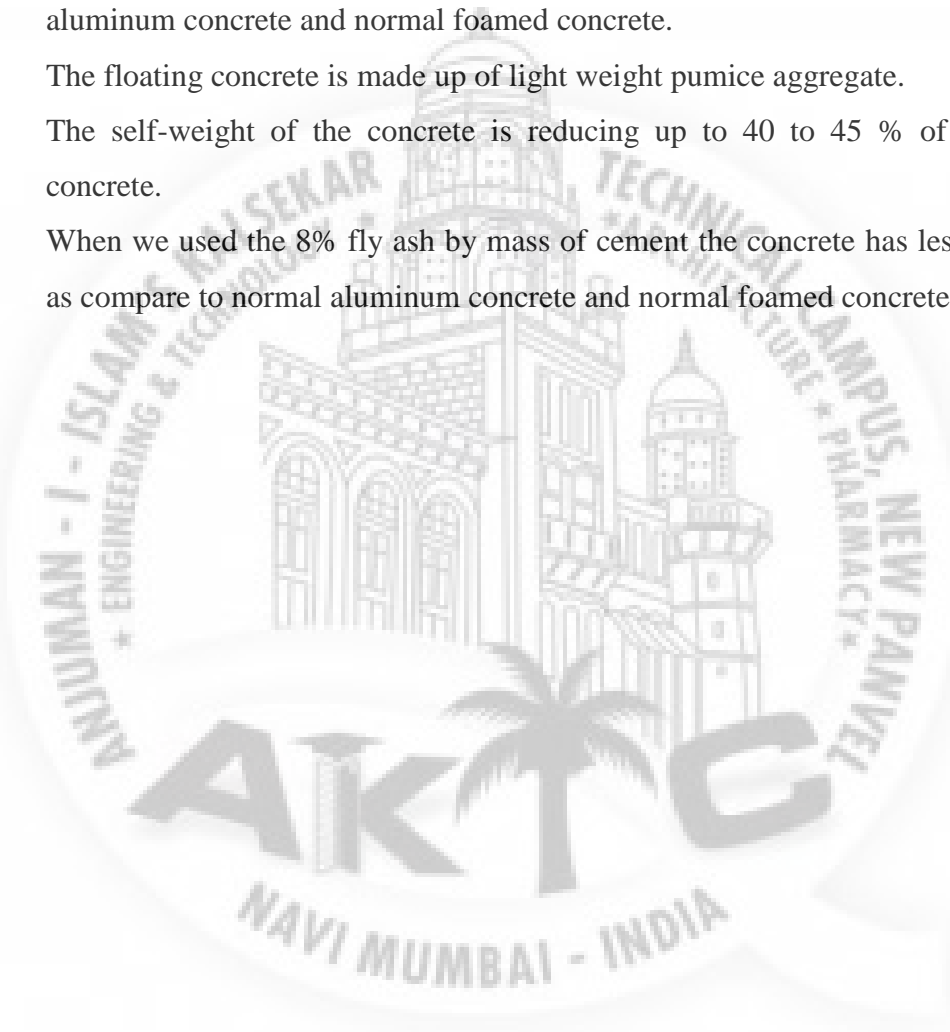 aluminum concrete and normal foamed concrete.
The floating concrete is made up of light weight pumice aggregate.
The self-weight of the concrete is reducing up to 40 to 45 % of
concrete.
When we used the 8% fly ash by mass of cement the concrete has les
as compare to normal aluminum concrete and normal foamed concrete
ANJUMAN - I - ISLAM'S KALSEKAR TECHNICAL CAMPUS, NEW PANVEL
* ENGINEERING & TECHNOLOGY * *ARCHITECTURE * PHARMACY *
AKTC
NAVI MUMBAI - INDIA